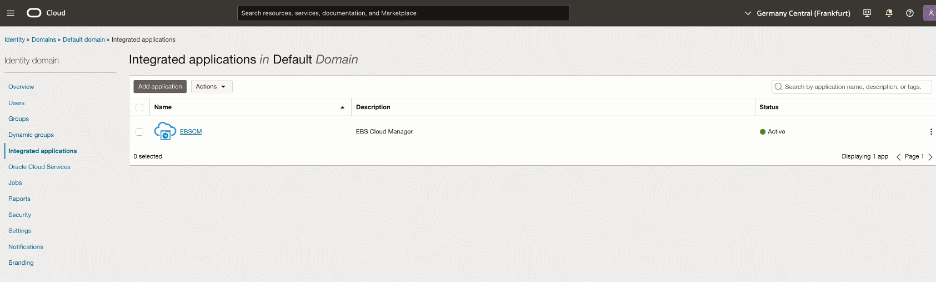 Cloud
Search resources, services, documentation, and Marketplace
Germany Central (Frankfurt)
Identity » Domains » Default domain » Integrated applications
Identity domain
Overview
Users
Groups
Dynamic groups
Integrated applications
Oracle Cloud Services
Jobs
Reports
Security
Settings
Notifications
Branding
Integrated applications in Default Domain
Add application
Actions
Search by application name, description, or tags.
Name
Description
Status
EBSCM
EBS Cloud Manager
Active
0 selected
Displaying 1 app
Page 1